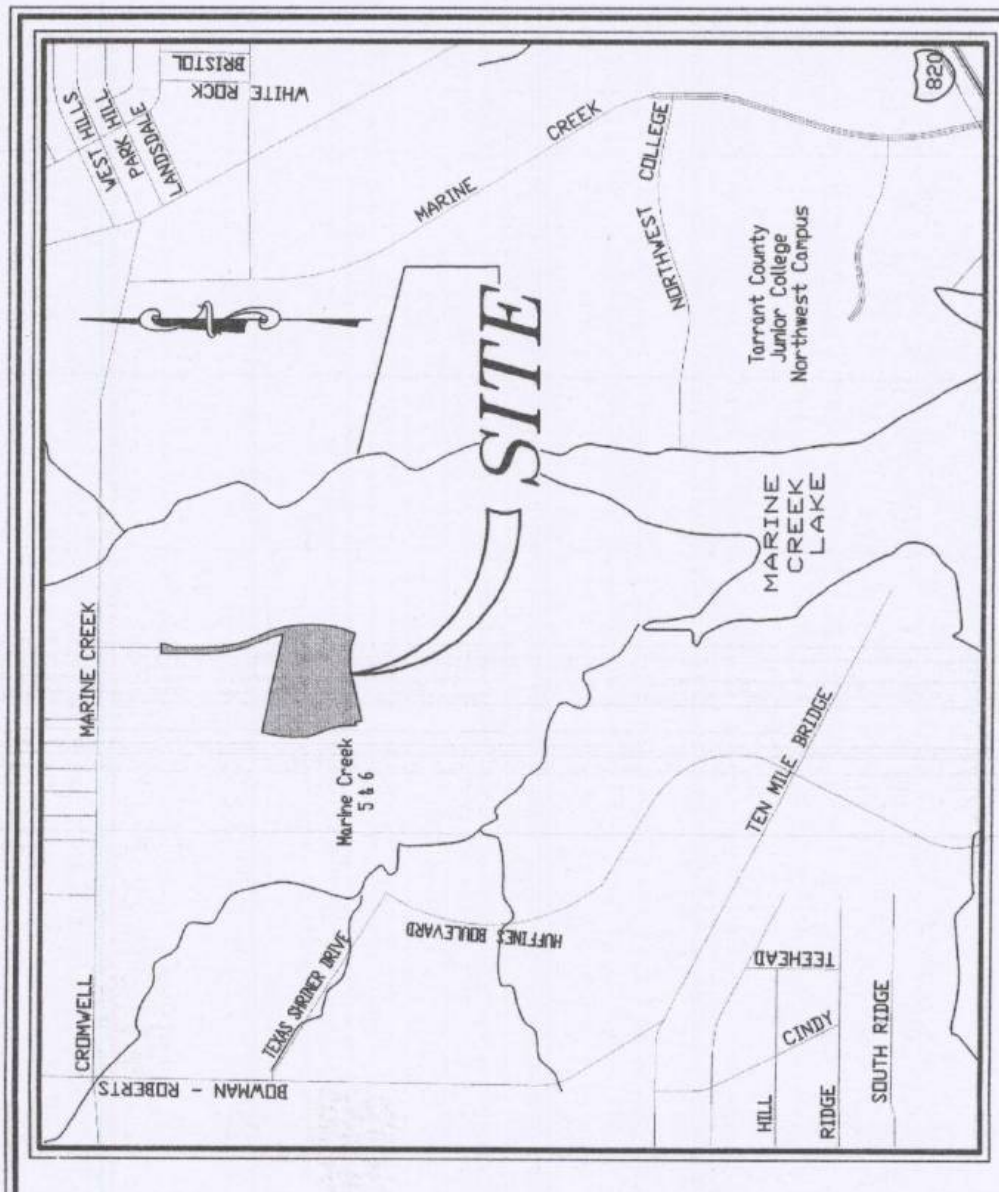 WEST HILLS
PARK HILL
LANDSDALE
BRISTOL
WHITE ROCK
820
MARINE CREEK
NORTHWEST COLLEGE
Tarrant County
Junior College
Northwest Campus
SITE
MARINE
CREEK
LAKE
MARINE CREEK
Marine Creek
5 & 6
TEN MILE BRIDGE
HUFFINES BOULEVARD
TEXAS SHRINER DRIVE
CROMWELL
BOWMAN - ROBERTS
TEEHEAD
CINDY
HILL
RIDGE
SOUTH RIDGE